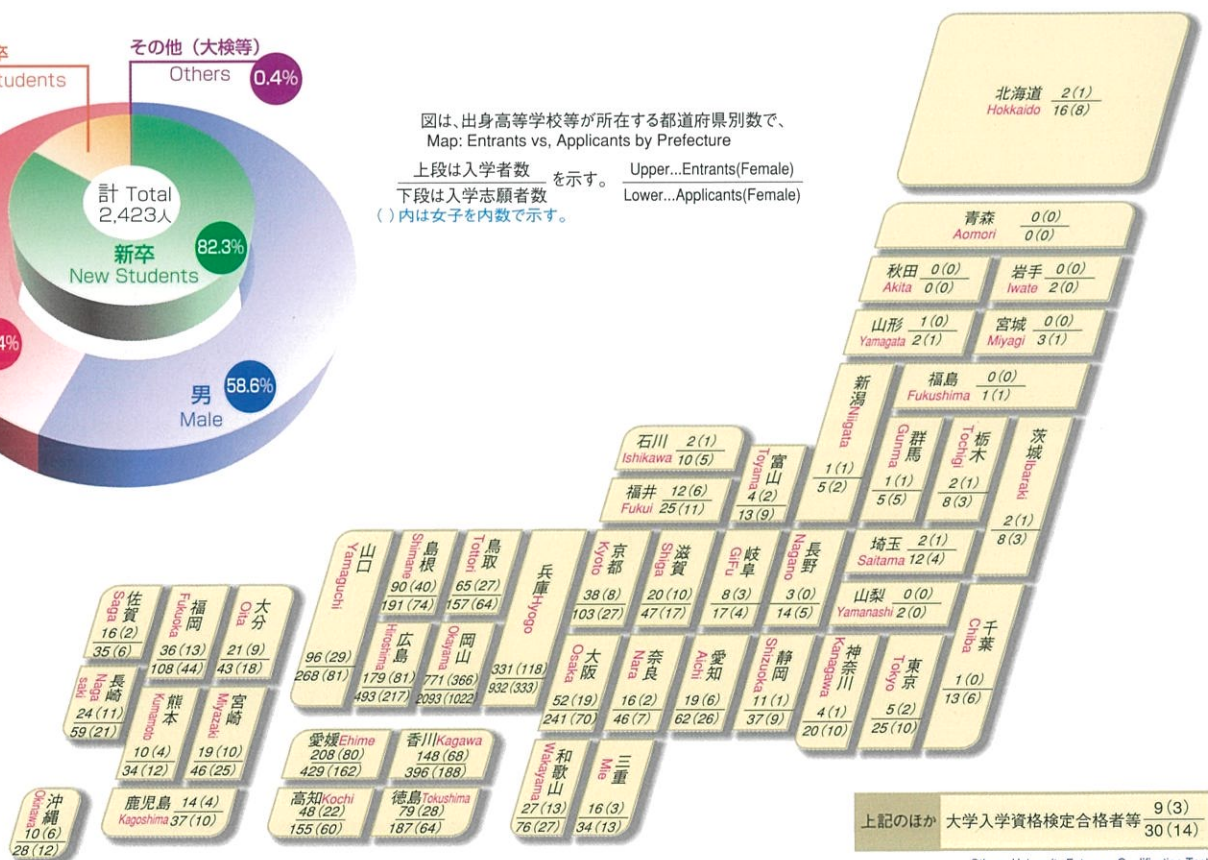 卒
tudents
その他（大検等）
Others
0.4%
計 Total
2,423人
新卒
New Students
82.3%
4%
男
Male
58.6%
図は、出身高等学校等が所在する都道府県別数で、
Map: Entrants vs, Applicants by Prefecture
上段は入学者数
下段は入学志願者数
を示す。
Upper...Entrants(Female)
Lower...Applicants(Female)
( )内は女子を内数で示す。
北海道 2(1)
Hokkaido 16(8)
青森 0(0)
Aomori 0(0)
秋田 0(0)
Akita 0(0)
岩手 0(0)
Iwate 2(0)
山形 1(0)
Yamagata 2(1)
宮城 0(0)
Miyagi 3(1)
新潟 Niigata
1(1)
5(2)
福島 0(0)
Fukushima 1(1)
群馬
Gunma
1(1)
5(5)
栃木
Tochigi
2(1)
8(3)
茨城 Ibaraki
2(1)
8(3)
石川 2(1)
Ishikawa 10(5)
福井 12(6)
Fukui 25(11)
富山
Toyama
4(2)
13(9)
埼玉 2(1)
Saitama 12(4)
山梨 0(0)
Yamanashi 2(0)
千葉
Chiba
1(0)
13(6)
東京
Tokyo
5(2)
25(10)
神奈川
Kanagawa
4(1)
20(10)
長野
Nagano
3(0)
14(5)
岐阜
GiFu
8(3)
17(4)
静岡
Shizuoka
11(1)
37(9)
愛知
Aichi
19(6)
62(26)
滋賀
Shiga
20(10)
47(17)
京都
Kyoto
38(8)
103(27)
奈良
Nara
16(2)
46(7)
大阪
Osaka
52(19)
241(70)
三重
Mie
16(3)
34(13)
和歌山
Wakayama
27(13)
76(27)
兵庫 Hyogo
331(118)
932(333)
鳥取
Tottori
65(27)
157(64)
島根
Shimane
90(40)
191(74)
岡山
Okayama
771(366)
2093(1022)
広島
Hiroshima
179(81)
493(217)
山口
Yamaguchi
96(29)
268(81)
愛媛 Ehime
208(80)
429(162)
香川 Kagawa
148(68)
396(188)
高知 Kochi
48(22)
155(60)
徳島 Tokushima
79(28)
187(64)
大分
Oita
21(9)
43(18)
福岡
Fukuoka
36(13)
108(44)
佐賀
Saga
16(2)
35(6)
長崎
Naga
saki
24(11)
59(21)
熊本
Kumamoto
10(4)
34(12)
宮崎
Miyazaki
19(10)
46(25)
鹿児島 14(4)
Kagoshima 37(10)
沖縄
Okinawa
10(6)
28(12)
上記のほか 大学入学資格検定合格者等 9(3)
30(14)